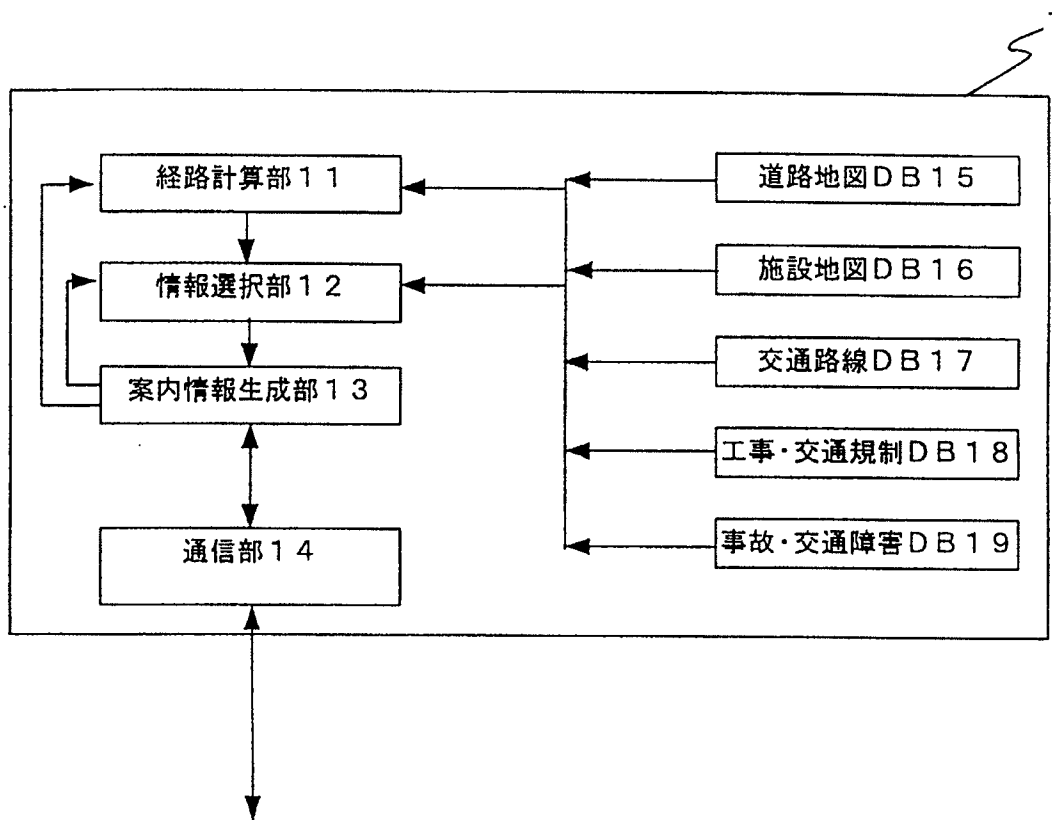 経路計算部１１
情報選択部１２
案内情報生成部１３
通信部１４
道路地図ＤＢ１５
施設地図ＤＢ１６
交通路線ＤＢ１７
工事・交通規制ＤＢ１８
事故・交通障害ＤＢ１９